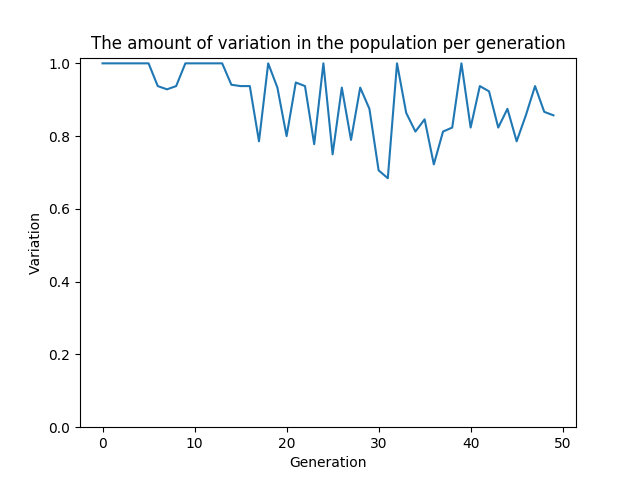 The amount of variation in the population per generation
1.0
0.8
0.6
0.4
0.2
0.0
Variation
0 10 20 30 40 50
Generation